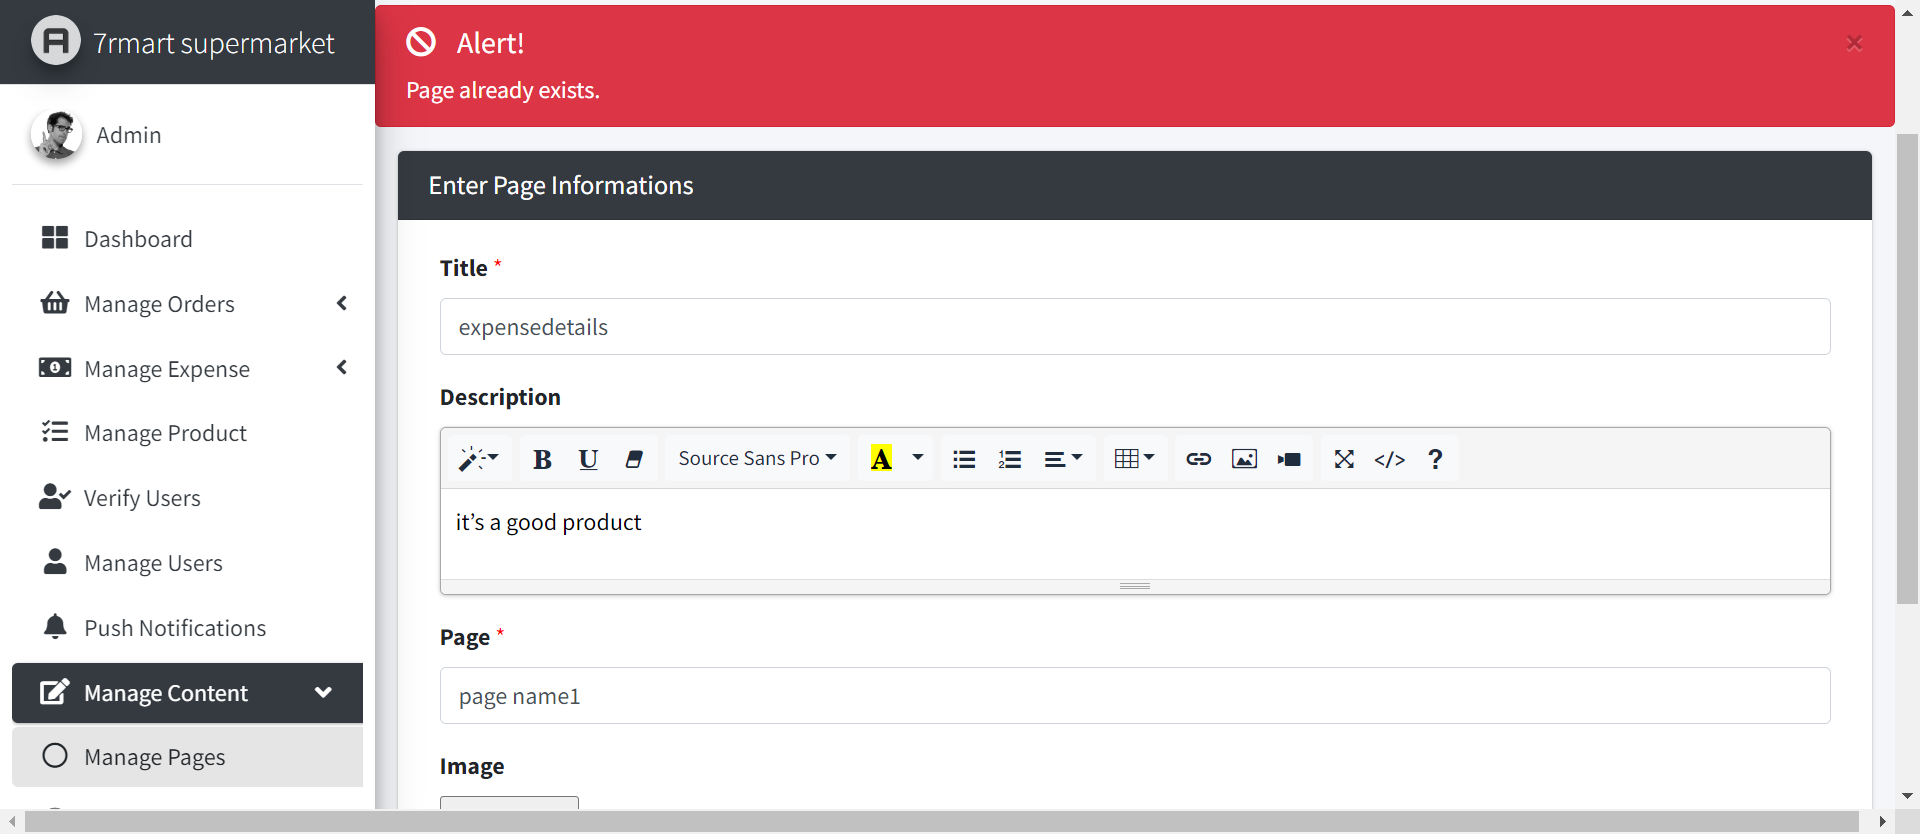 7rmart supermarket
Admin
Dashboard
Manage Orders
Manage Expense
Manage Product
Verify Users
Manage Users
Push Notifications
Manage Content
Manage Pages
Alert!
×
Page already exists.
Enter Page Informations
Title *
expensedetails
Description
B U Source Sans Pro A </> ?
it’s a good product
Page *
page name1
Image